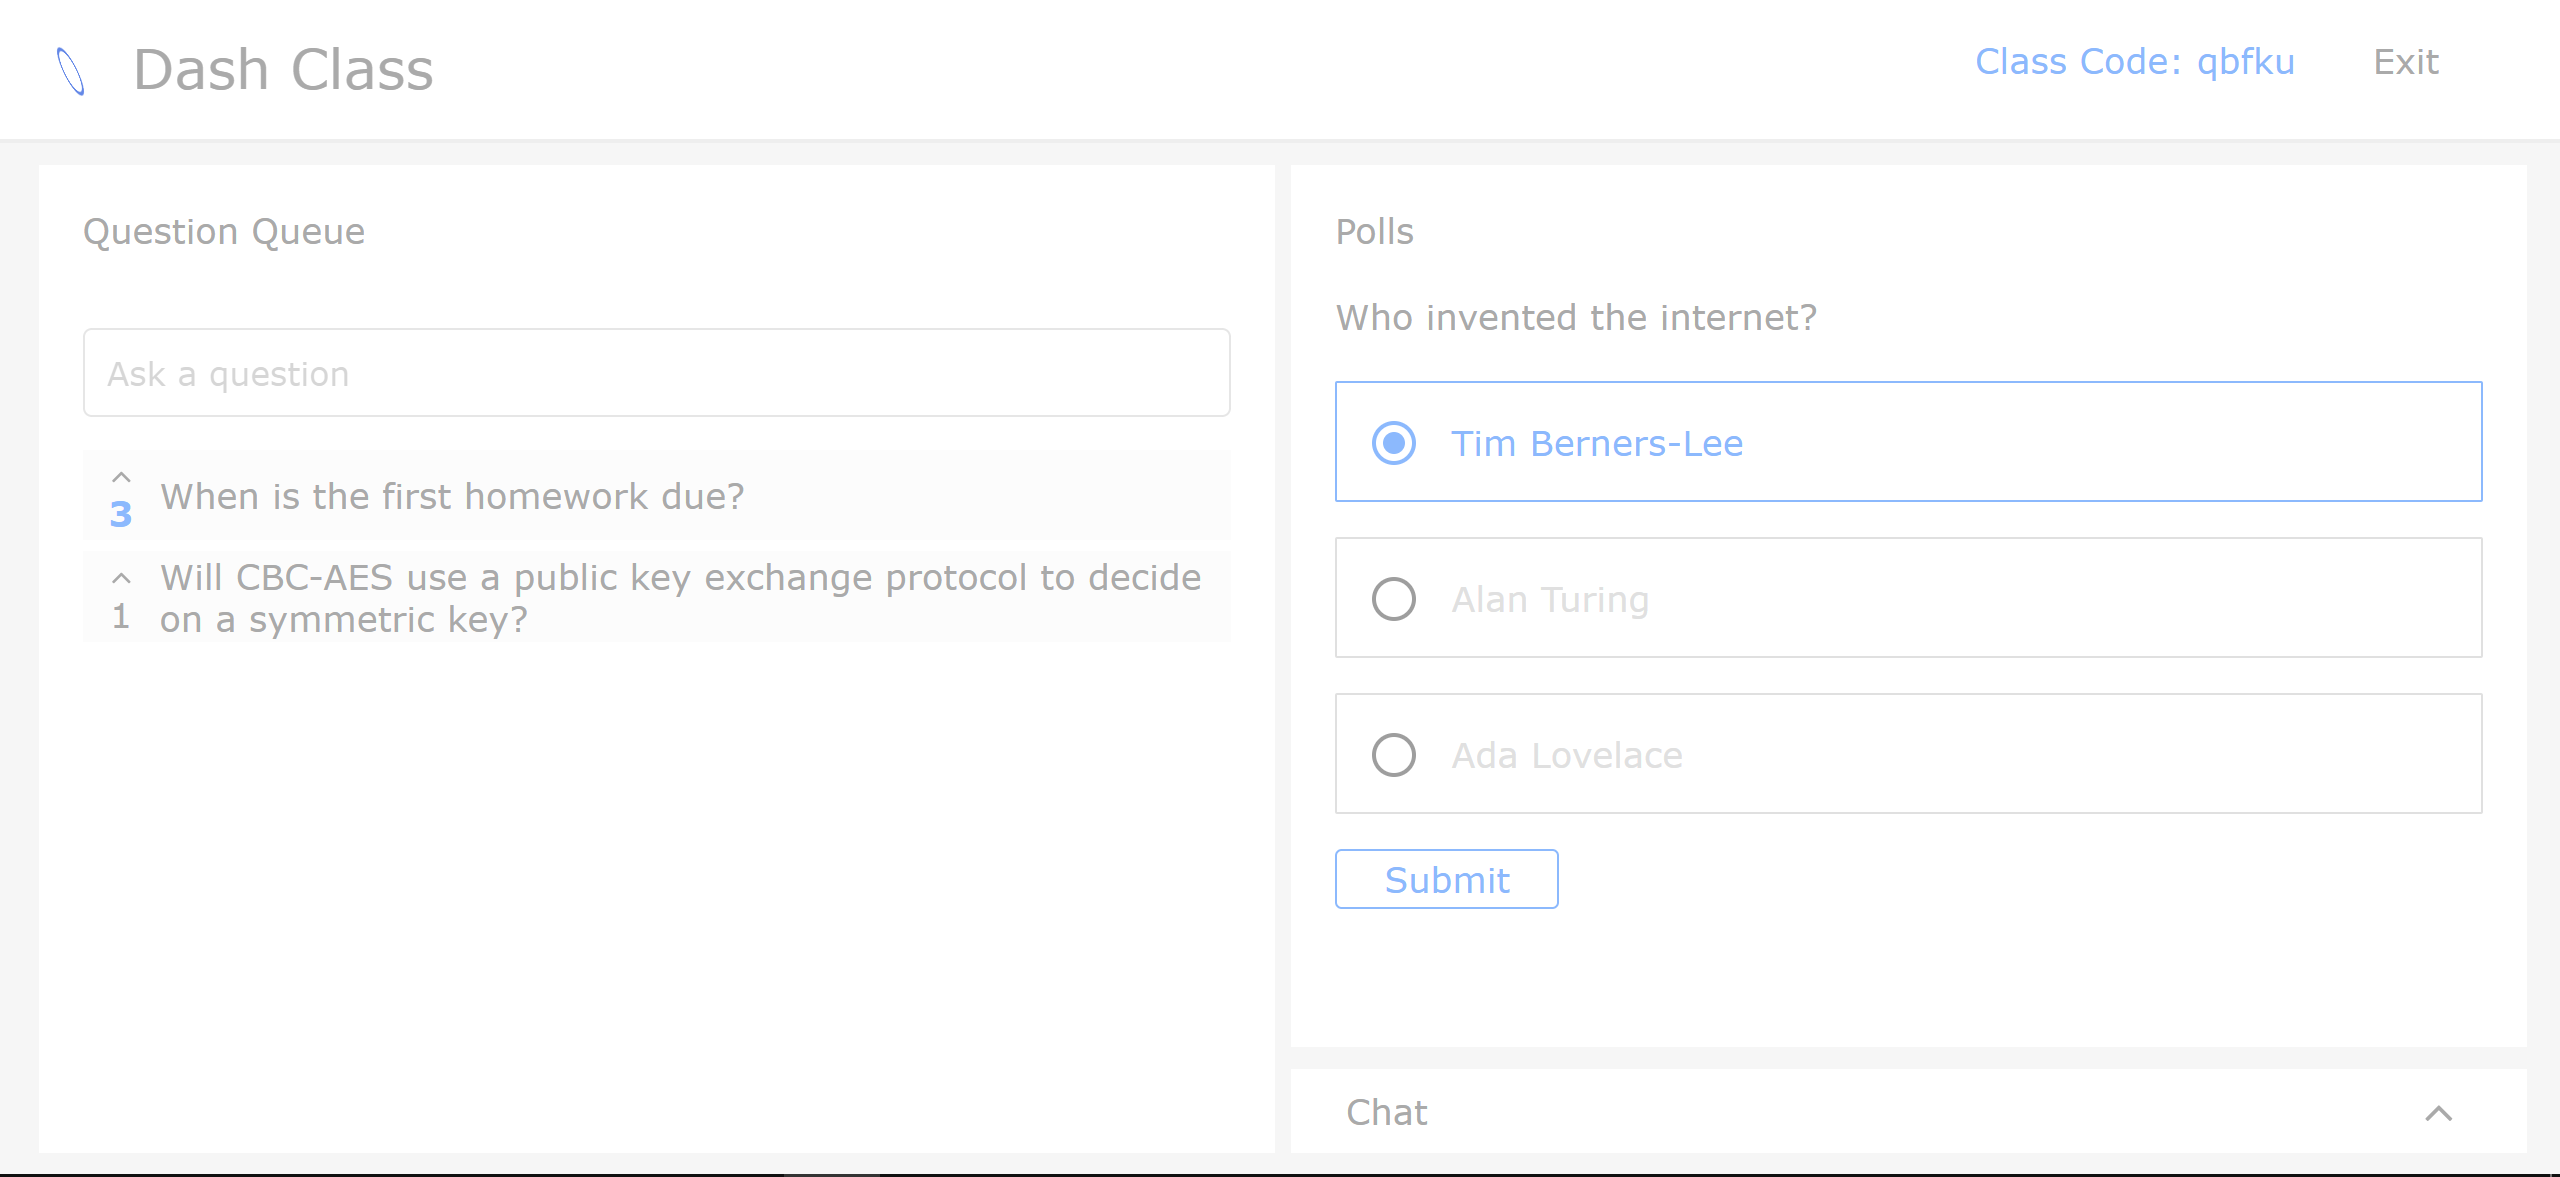 Dash Class
Class Code: qbfku
Exit
Question Queue
Ask a question
3
When is the first homework due?
1
Will CBC-AES use a public key exchange protocol to decide
on a symmetric key?
Polls
Who invented the internet?
Tim Berners-Lee
Alan Turing
Ada Lovelace
Submit
Chat